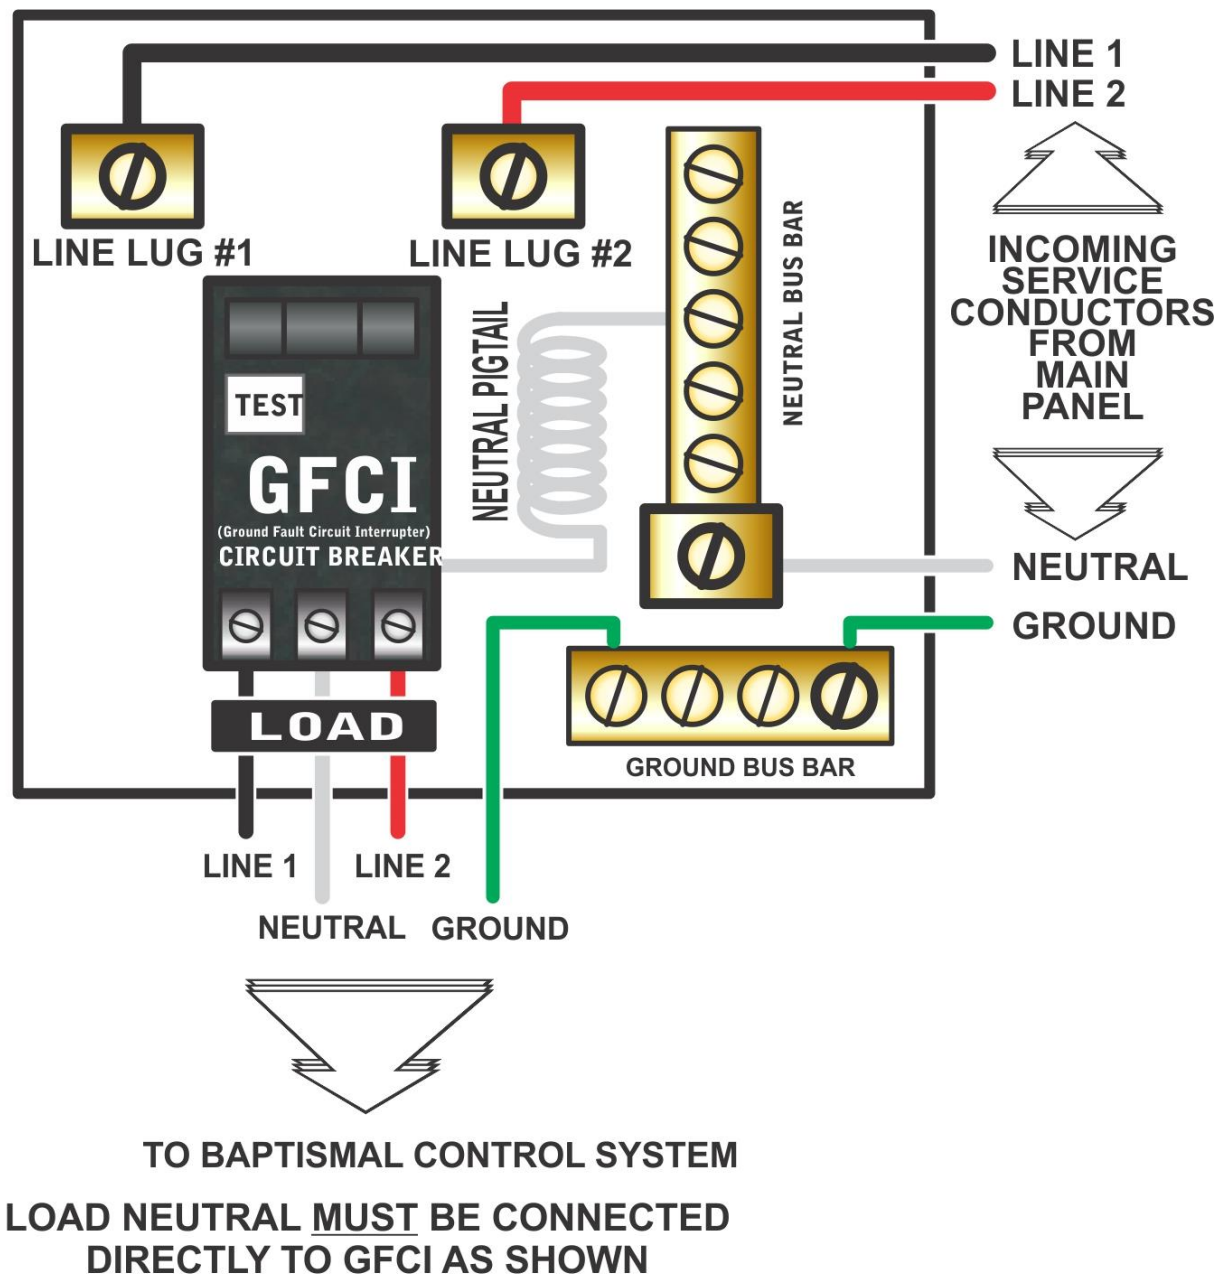 LINE 1
LINE 2
LINE LUG #1
LINE LUG #2
NEUTRAL BUS BAR
INCOMING
SERVICE
CONDUCTORS
FROM
MAIN
PANEL
NEUTRAL PIGTAIL
TEST
GFCI
(Ground Fault Circuit Interrupter)
CIRCUIT BREAKER
NEUTRAL
GROUND
LOAD
GROUND BUS BAR
LINE 1
LINE 2
NEUTRAL
GROUND
TO BAPTISMAL CONTROL SYSTEM
LOAD NEUTRAL MUST BE CONNECTED
DIRECTLY TO GFCI AS SHOWN